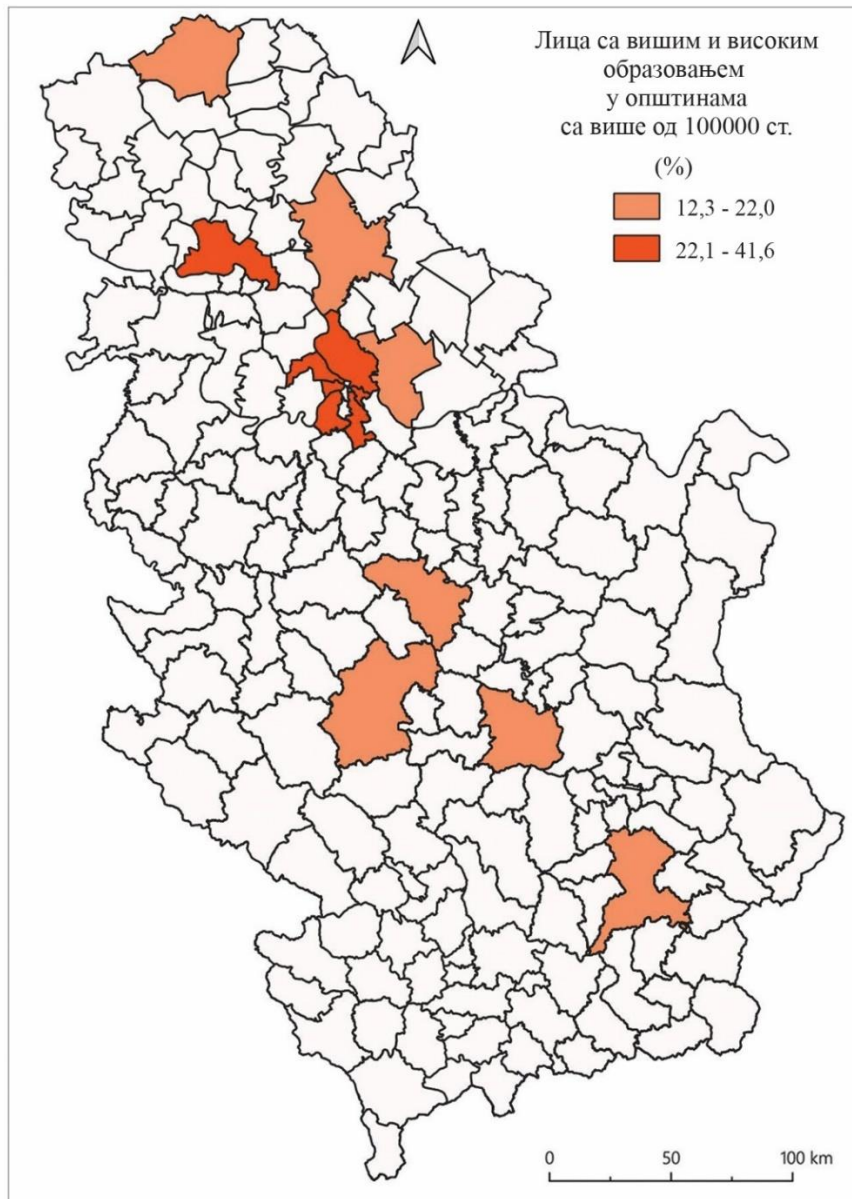 Лица са вишим и високим
образовањем
у општинама
са више од 100000 ст.
(%)
12,3 - 22,0
22,1 - 41,6
0 50 100 km